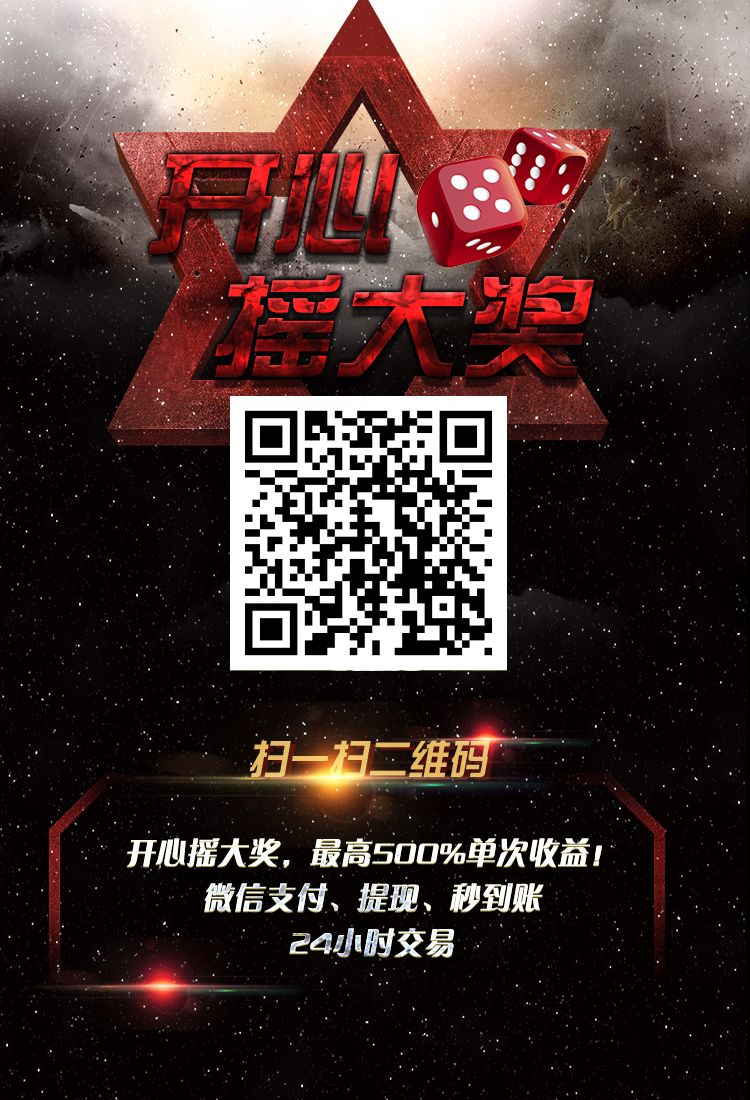 开心
摇大奖
扫一扫二维码
开心摇大奖，最高500%单次收益！
微信支付、提现、秒到账
24小时交易